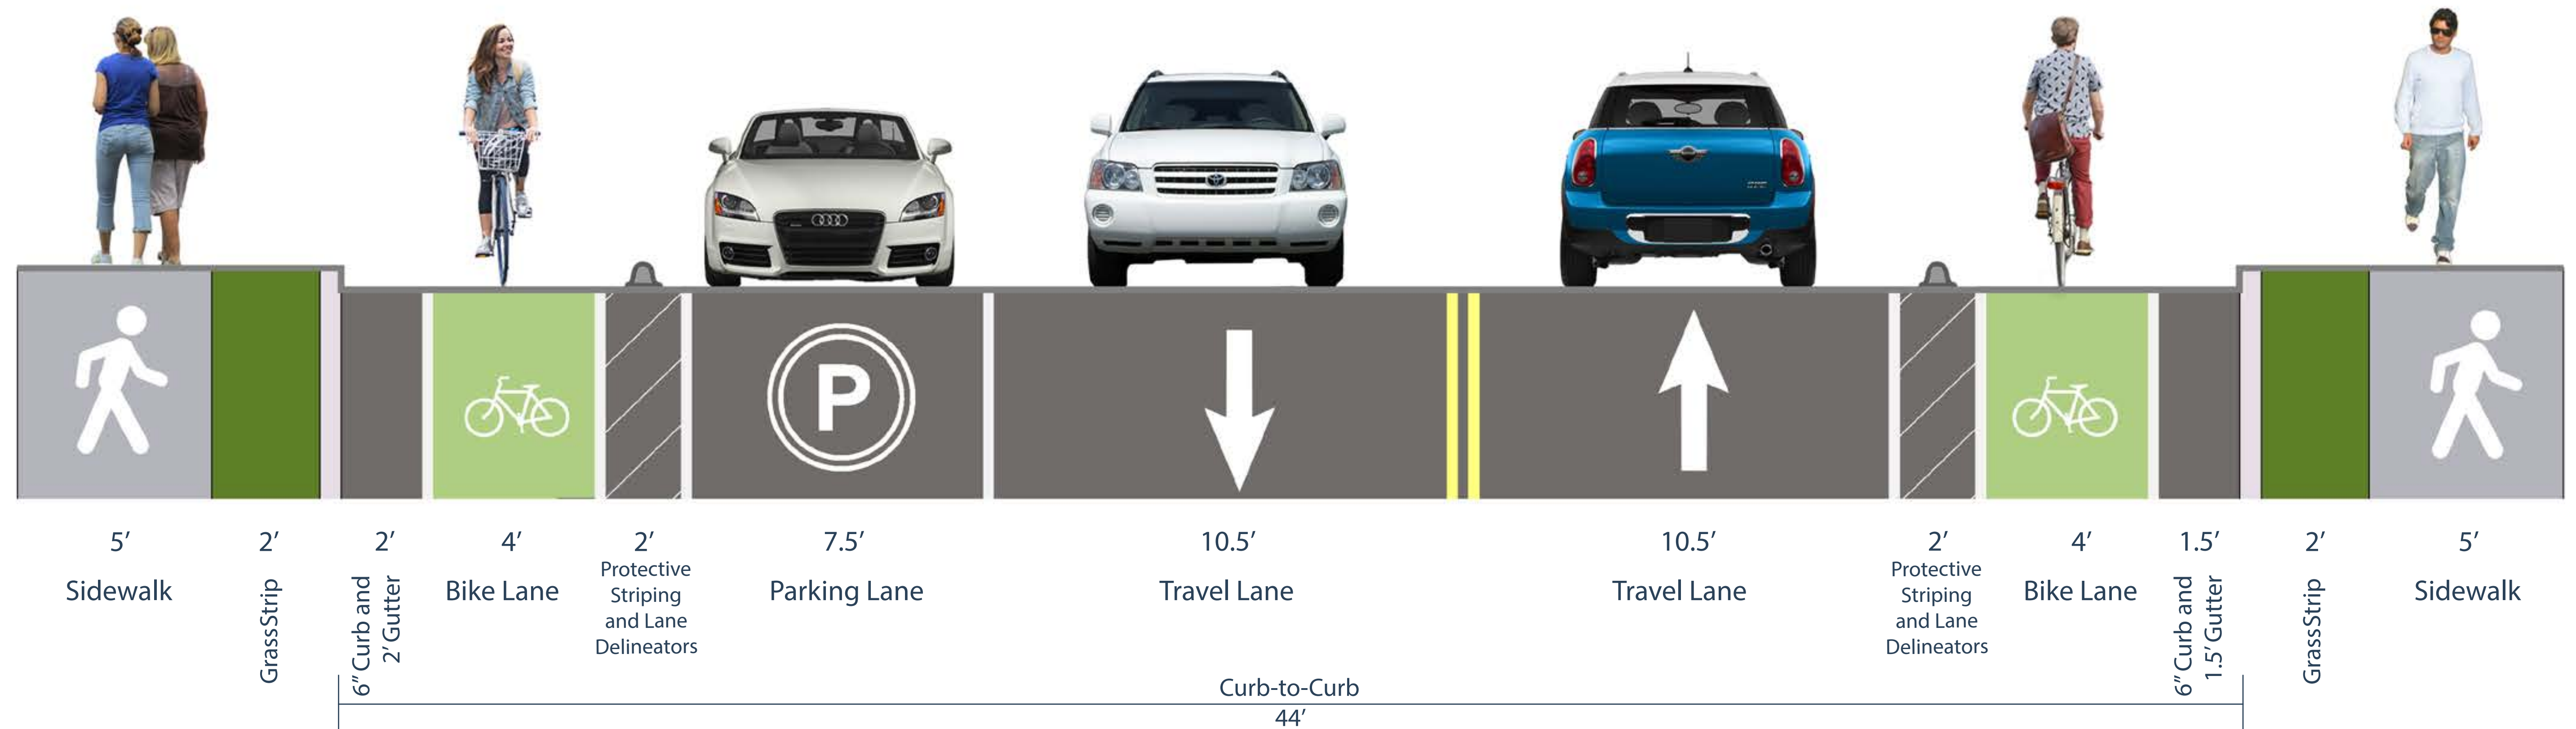 P
5’
2’
2’
4’
2’
7.5’
10.5’
10.5’
2’
4’
1.5’
2’
5’
Sidewalk
GrassStrip
6” Curb and
2’ Gutter
Bike Lane
Protective
Striping
and Lane
Delineators
Parking Lane
Travel Lane
Travel Lane
Protective
Striping
and Lane
Delineators
Bike Lane
6” Curb and
1.5’ Gutter
GrassStrip
Sidewalk
Curb-to-Curb
44’